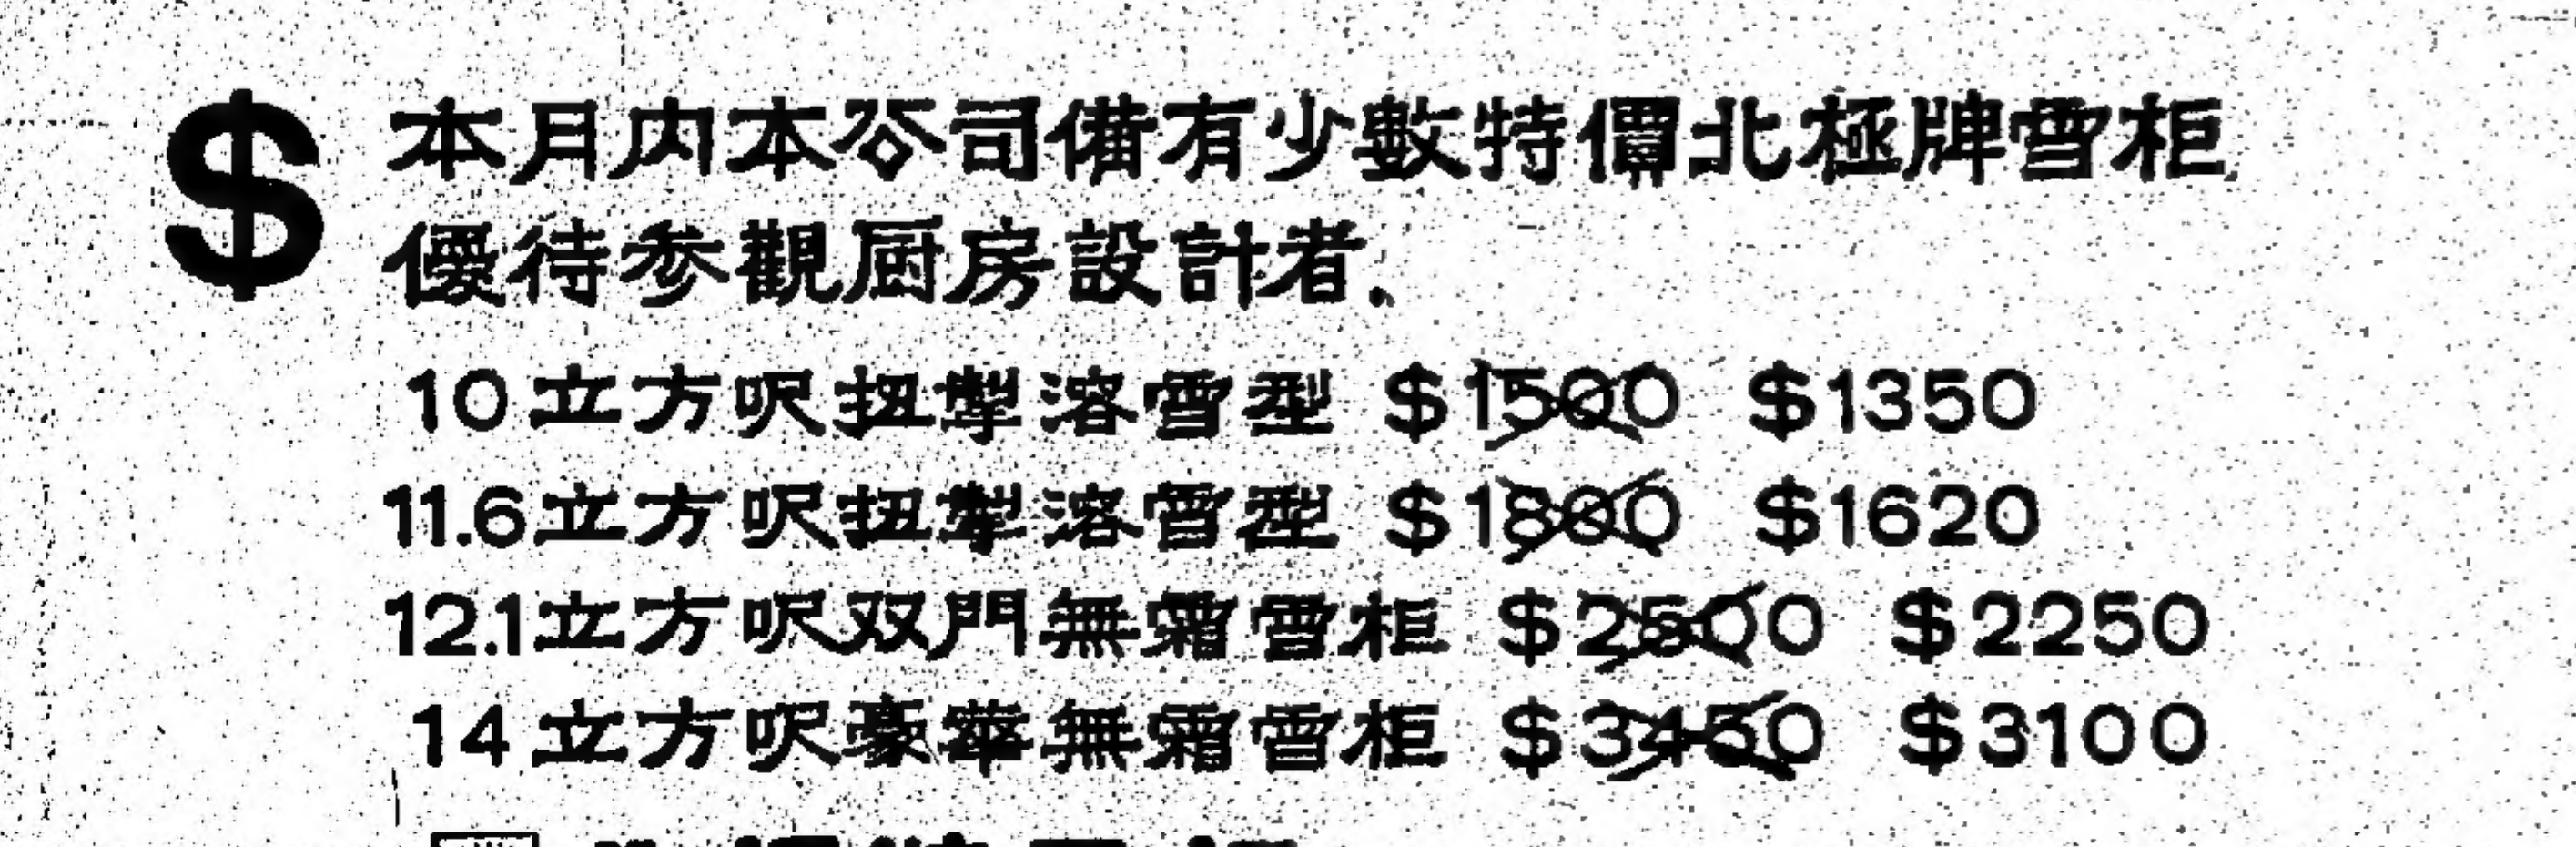 $ 本月内本公司備有少數特價北極牌雪柜
優待参觀厨房設計者.
10立方呎扭掣溶雪型 $1500 $1350
11.6立方呎扭掣溶雪型 $1800 $1620
12.1立方呎双門無霜雪柜 $2500 $2250
14立方呎豪華無霜雪柜 $3450 $3100